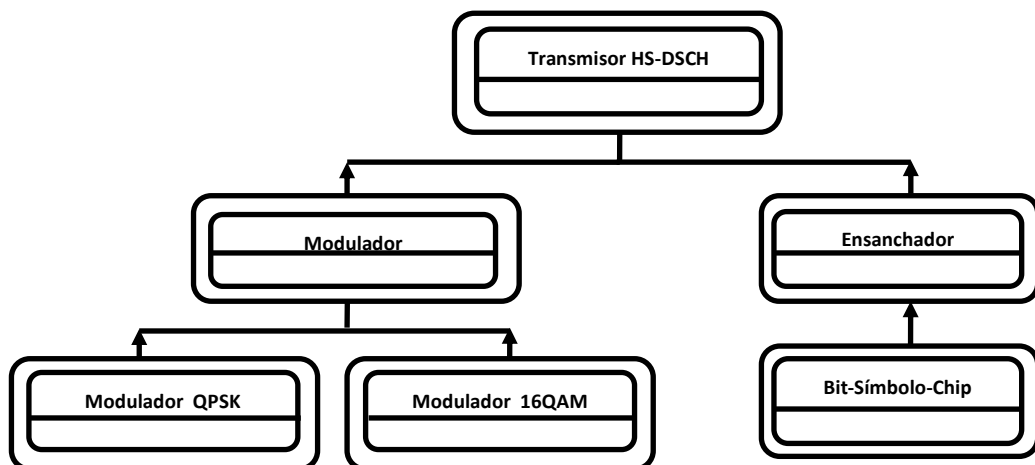 Transmisor HS-DSCH
Modulador
Ensanchador
Modulador QPSK
Modulador 16QAM
Bit-Símbolo-Chip